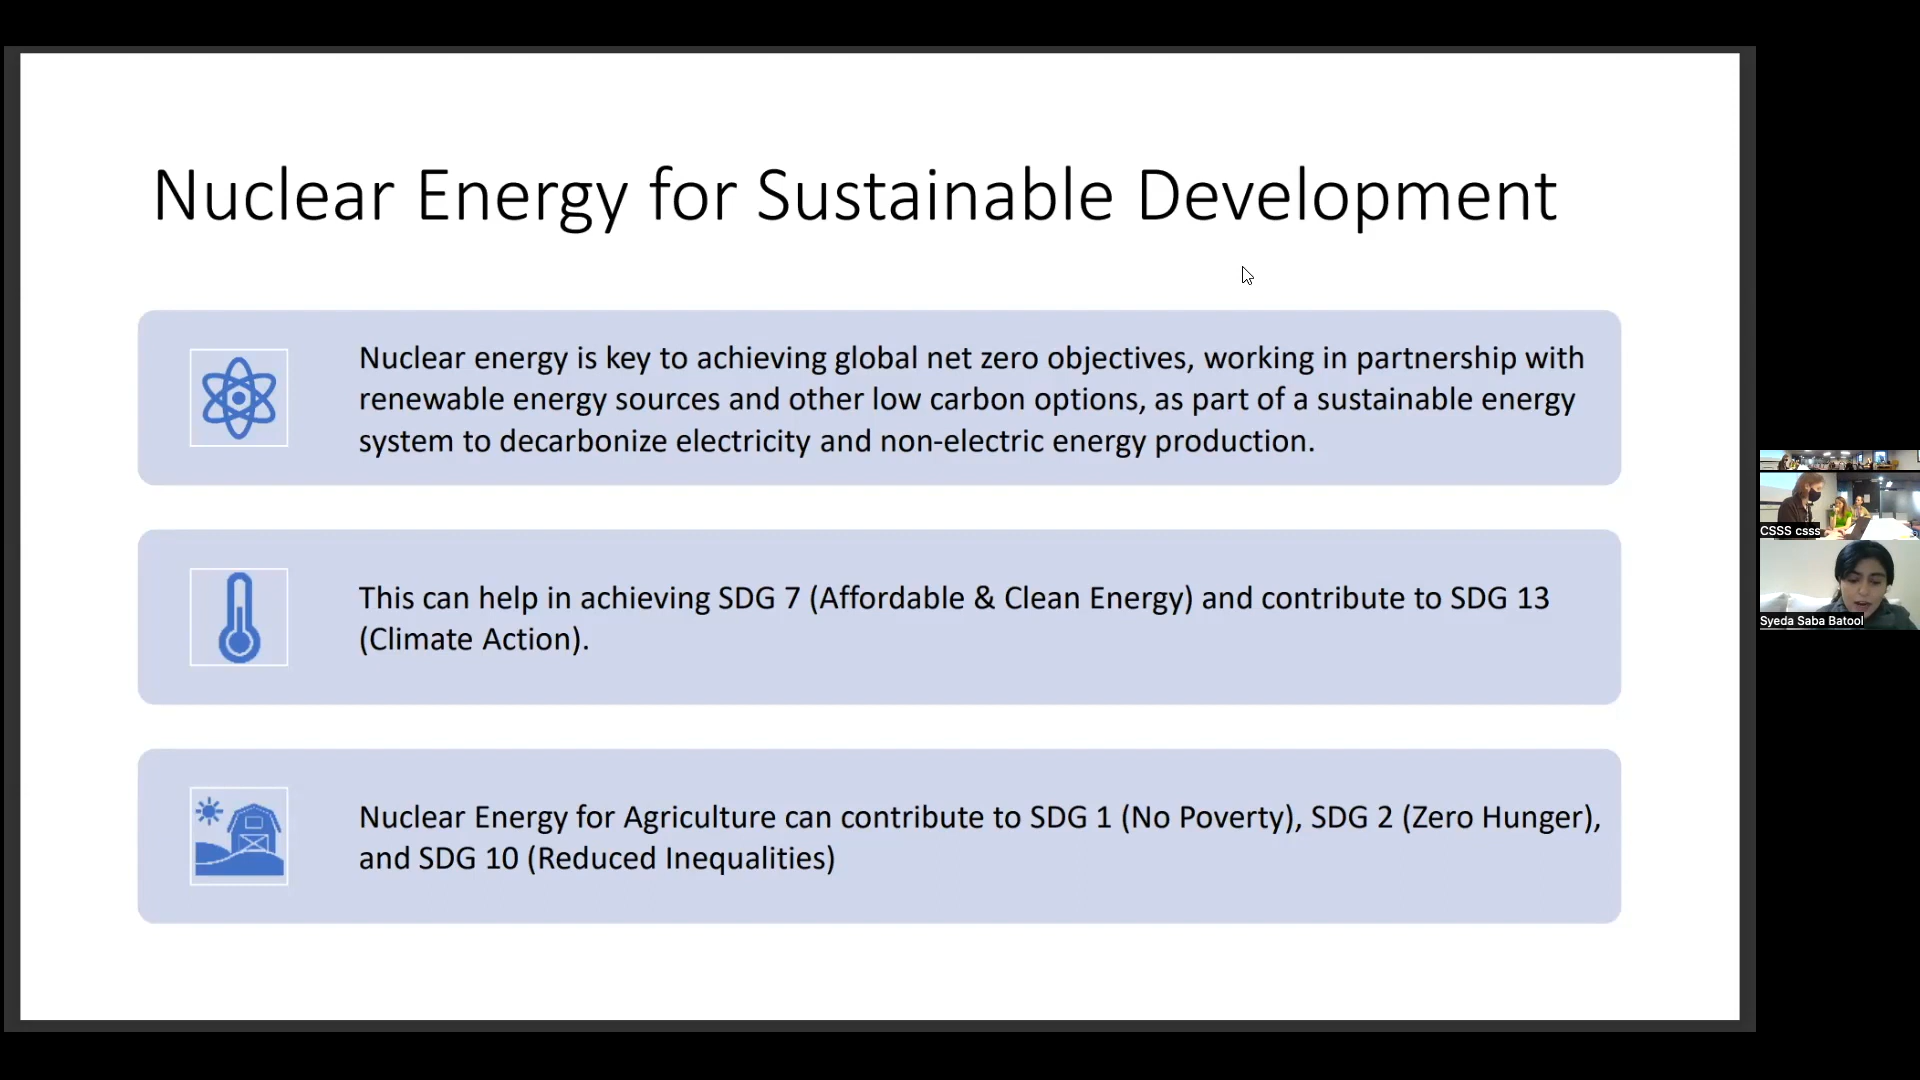 Nuclear Energy for Sustainable Development
Nuclear energy is key to achieving global net zero objectives, working in partnership with
renewable energy sources and other low carbon options, as part of a sustainable energy
system to decarbonize electricity and non-electric energy production.
This can help in achieving SDG 7 (Affordable & Clean Energy) and contribute to SDG 13
(Climate Action).
Nuclear Energy for Agriculture can contribute to SDG 1 (No Poverty), SDG 2 (Zero Hunger),
and SDG 10 (Reduced Inequalities)
CSSS csss
Syeda Saba Batool